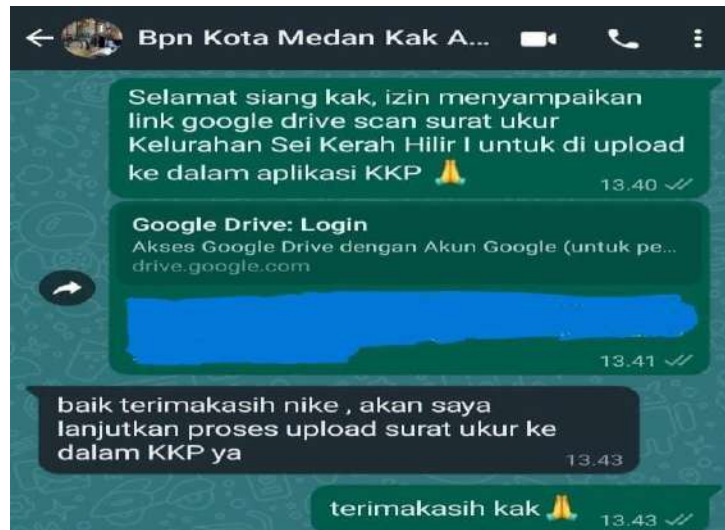 Bpn Kota Medan Kak A...
Selamat siang kak, izin menyampaikan
link google drive scan surat ukur
Kelurahan Sei Kerah Hilir I untuk di upload
ke dalam aplikasi KKP 🙏
13.40
Google Drive: Login
Akses Google Drive dengan Akun Google (untuk pe...
drive.google.com
13.41
baik terimakasih nike , akan saya
lanjutkan proses upload surat ukur ke
dalam KKP ya
13.43
terimakasih kak 🙏
13.43